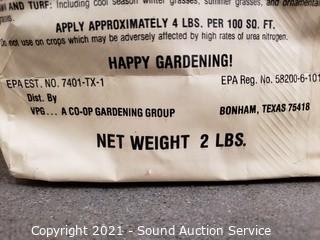 AND TURF: Including cool season winter grasses, summer grasses, and ornamental
grasses.
APPLY APPROXIMATELY 4 LBS. PER 100 SQ. FT.
Do not use on crops which may be adversely affected by high rates of urea nitrogen.
HAPPY GARDENING!
EPA EST. NO. 7401-TX-1
EPA Reg. No. 58200-6-101
Dist. By
VPG... A CO-OP GARDENING GROUP
BONHAM, TEXAS 75418
NET WEIGHT 2 LBS.
Copyright 2021 - Sound Auction Service